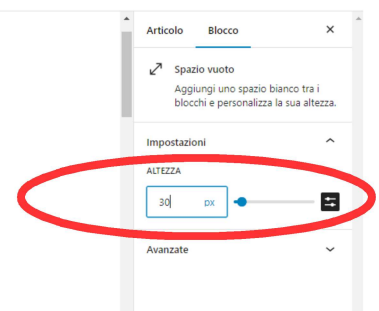 Articolo Blocco
Spazio vuoto
Aggiungi uno spazio bianco tra i
blocchi e personalizza la sua altezza.
Impostazioni
ALTEZZA
30 px
Avanzate